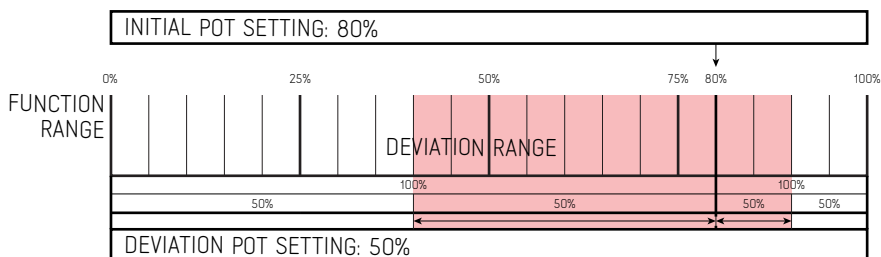 INITIAL POT SETTING: 80%
0% 25% 50% 75% 80% 100%
FUNCTION
RANGE
DEVIATION RANGE
100% 100%
50% 50% 50% 50%
DEVIATION POT SETTING: 50%